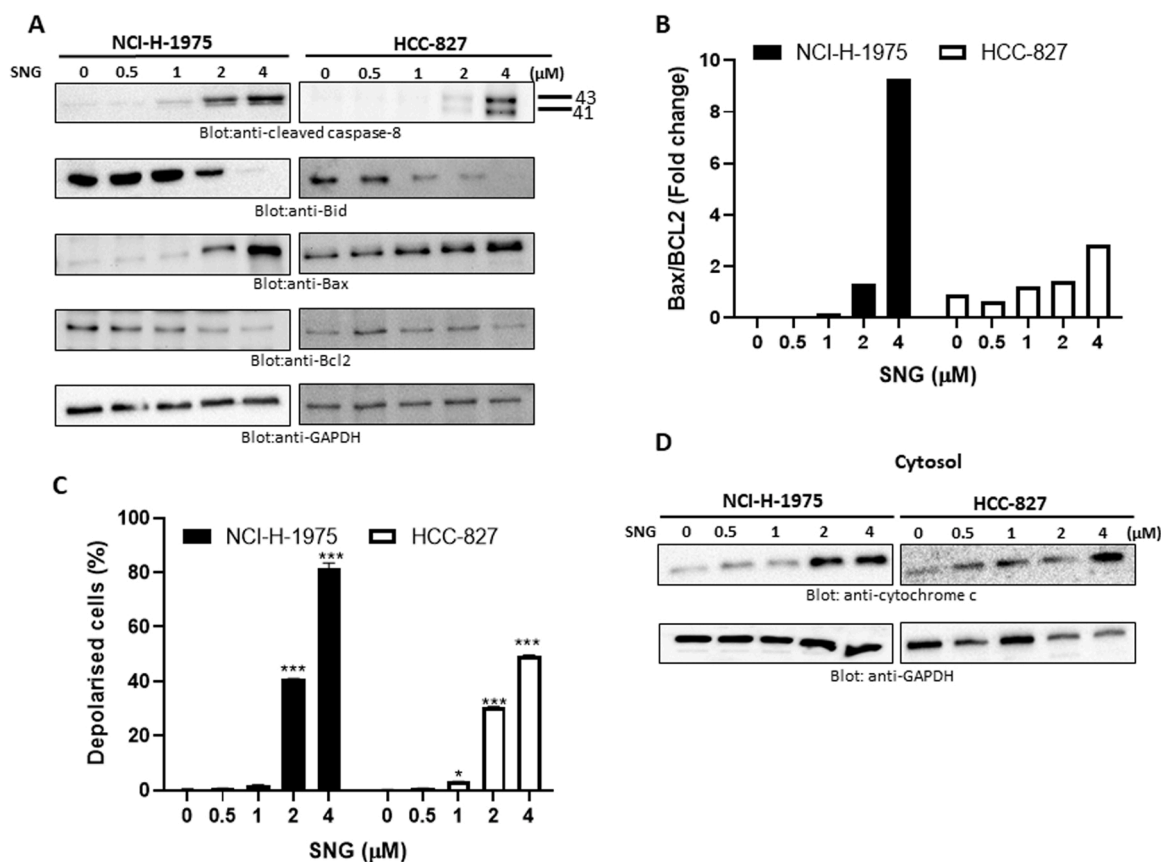 A
NCI-H-1975 HCC-827
SNG 0 0.5 1 2 4 0 0.5 1 2 4 (µM)
43
41
Blot:anti-cleaved caspase-8
Blot:anti-Bid
Blot:anti-Bax
Blot:anti-Bcl2
Blot:anti-GAPDH
B
NCI-H-1975 HCC-827
Bax/BCL2 (Fold change)
10
8
6
4
2
0
0 0.5 1 2 4 0 0.5 1 2 4
SNG (µM)
C
NCI-H-1975 HCC-827
Depolarised cells (%)
100
80
60
40
20
0
*** *** * *** ***
0 0.5 1 2 4 0 0.5 1 2 4
SNG (µM)
D
Cytosol
NCI-H-1975 HCC-827
SNG 0 0.5 1 2 4 0 0.5 1 2 4 (µM)
Blot: anti-cytochrome c
Blot: anti-GAPDH